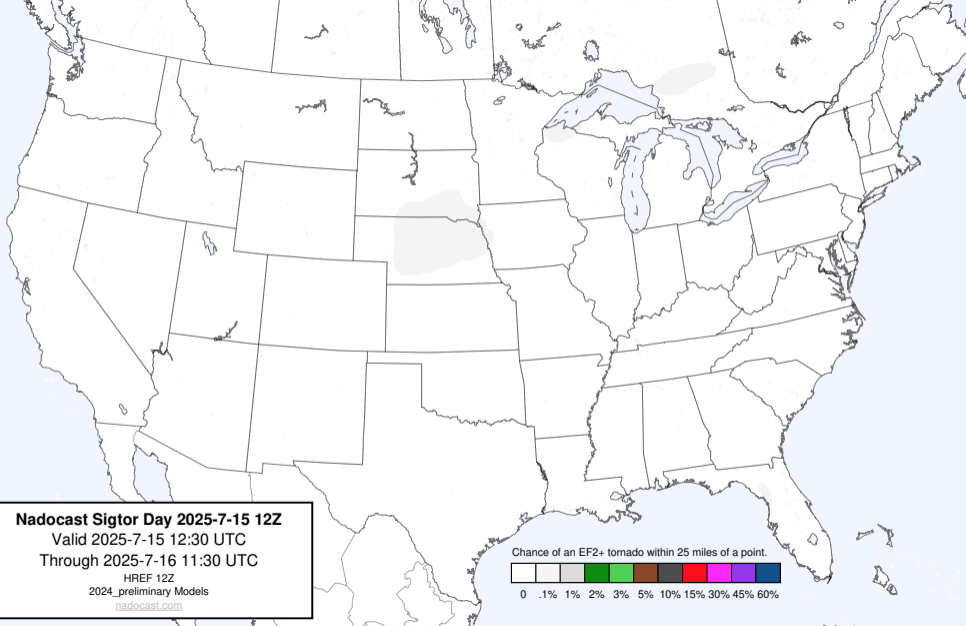 Nadocast Sigtor Day 2025-7-15 12Z
Valid 2025-7-15 12:30 UTC
Through 2025-7-16 11:30 UTC
HREF 12Z
2024_preliminary Models
nadocast.com
Chance of an EF2+ tornado within 25 miles of a point.
0 .1% 1% 2% 3% 5% 10% 15% 30% 45% 60%